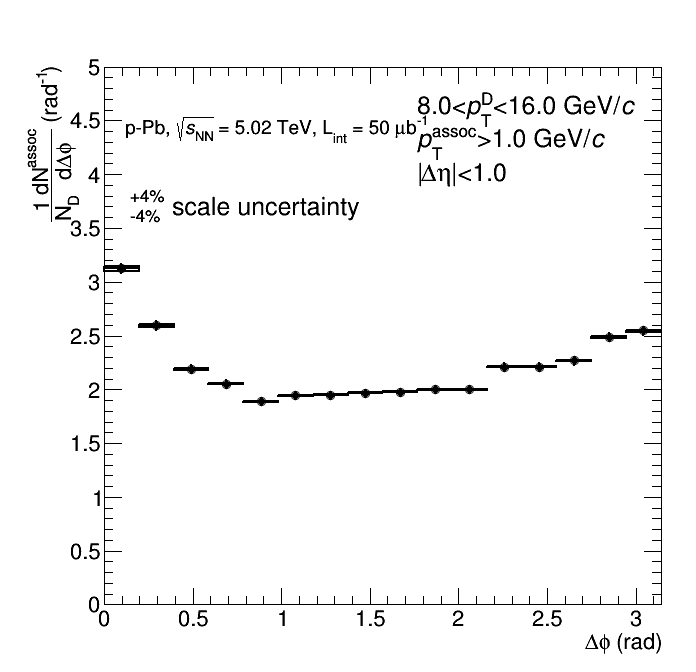 1 dN^assoc
N_D dΔφ (rad^-1)
5
4.5
4
3.5
3
2.5
2
1.5
1
0.5
0
p-Pb, √s_NN = 5.02 TeV, L_int = 50 μb^-1
8.0<p_T^D<16.0 GeV/c
p_T^assoc>1.0 GeV/c
|Δη|<1.0
+4%
-4% scale uncertainty
0 0.5 1 1.5 2 2.5 3
Δφ (rad)